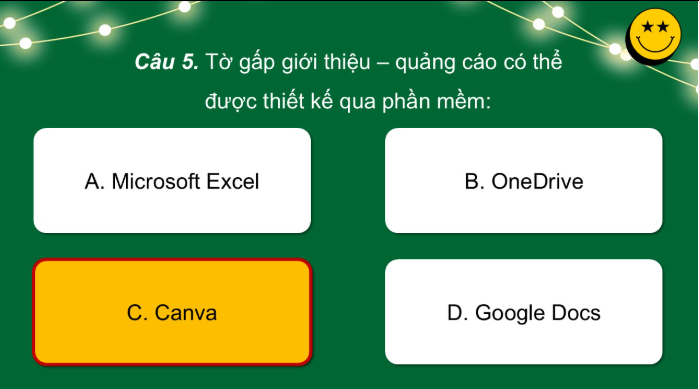 Câu 5. Tờ gấp giới thiệu – quảng cáo có thể
được thiết kế qua phần mềm:
A. Microsoft Excel
B. OneDrive
C. Canva
D. Google Docs